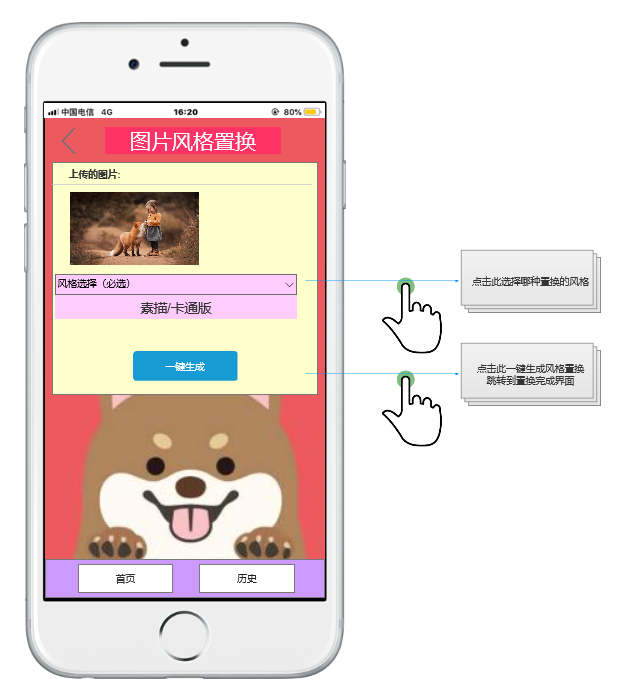 中国电信 4G 16:20 80%
图片风格置换
上传的图片:
风格选择（必选）
素描/卡通版
一键生成
首页 历史
点击此选择哪种置换的风格
点击此一键生成风格置换
跳转到置换完成界面